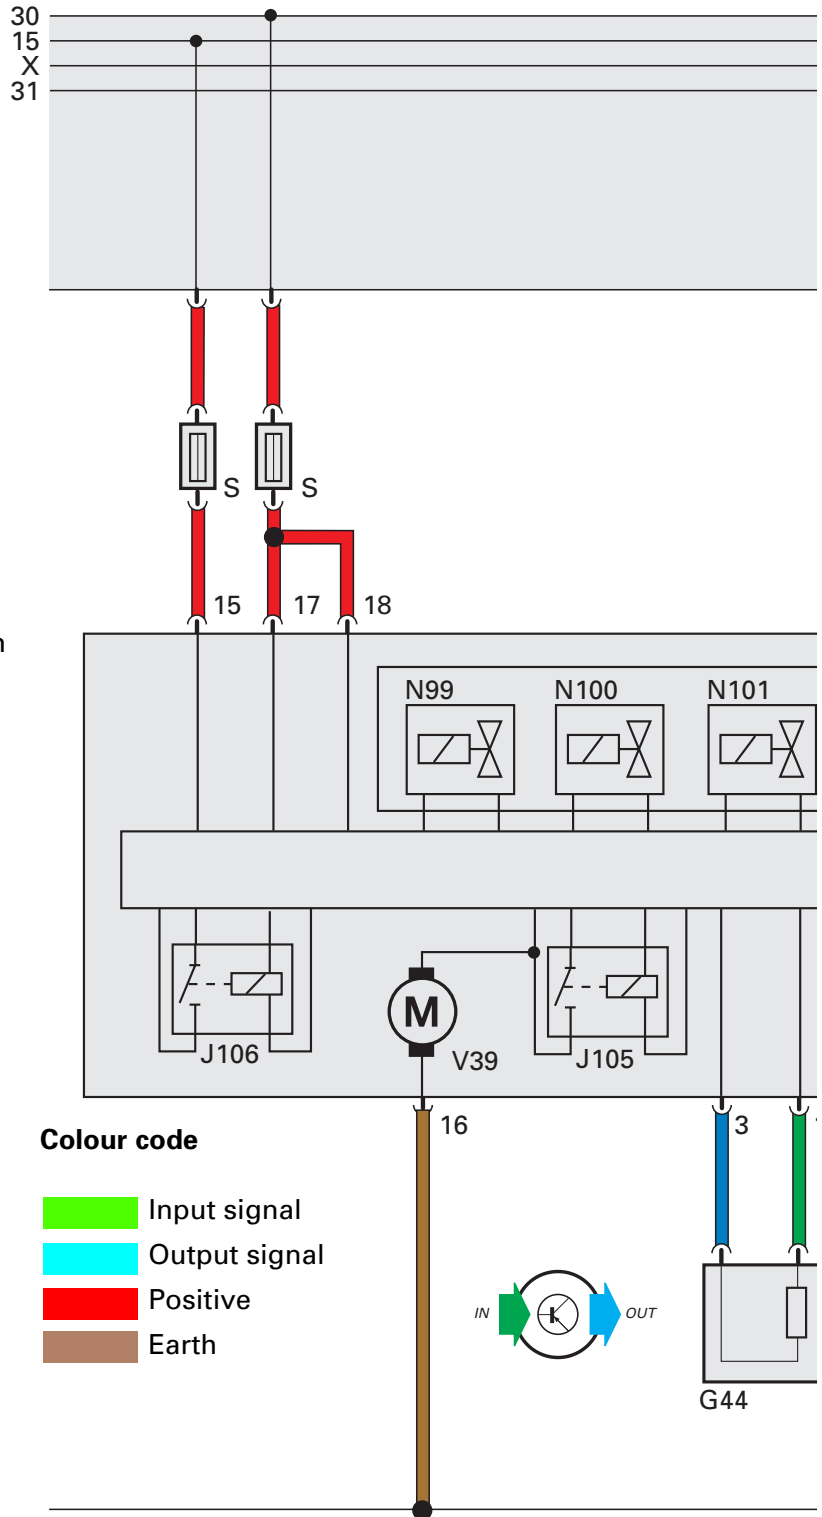 30
15
X
31
S S
15 17 18
n
N99 N100 N101
M
J106 V39 J105
16 3
Colour code
Input signal
Output signal
Positive
Earth
IN OUT
G44